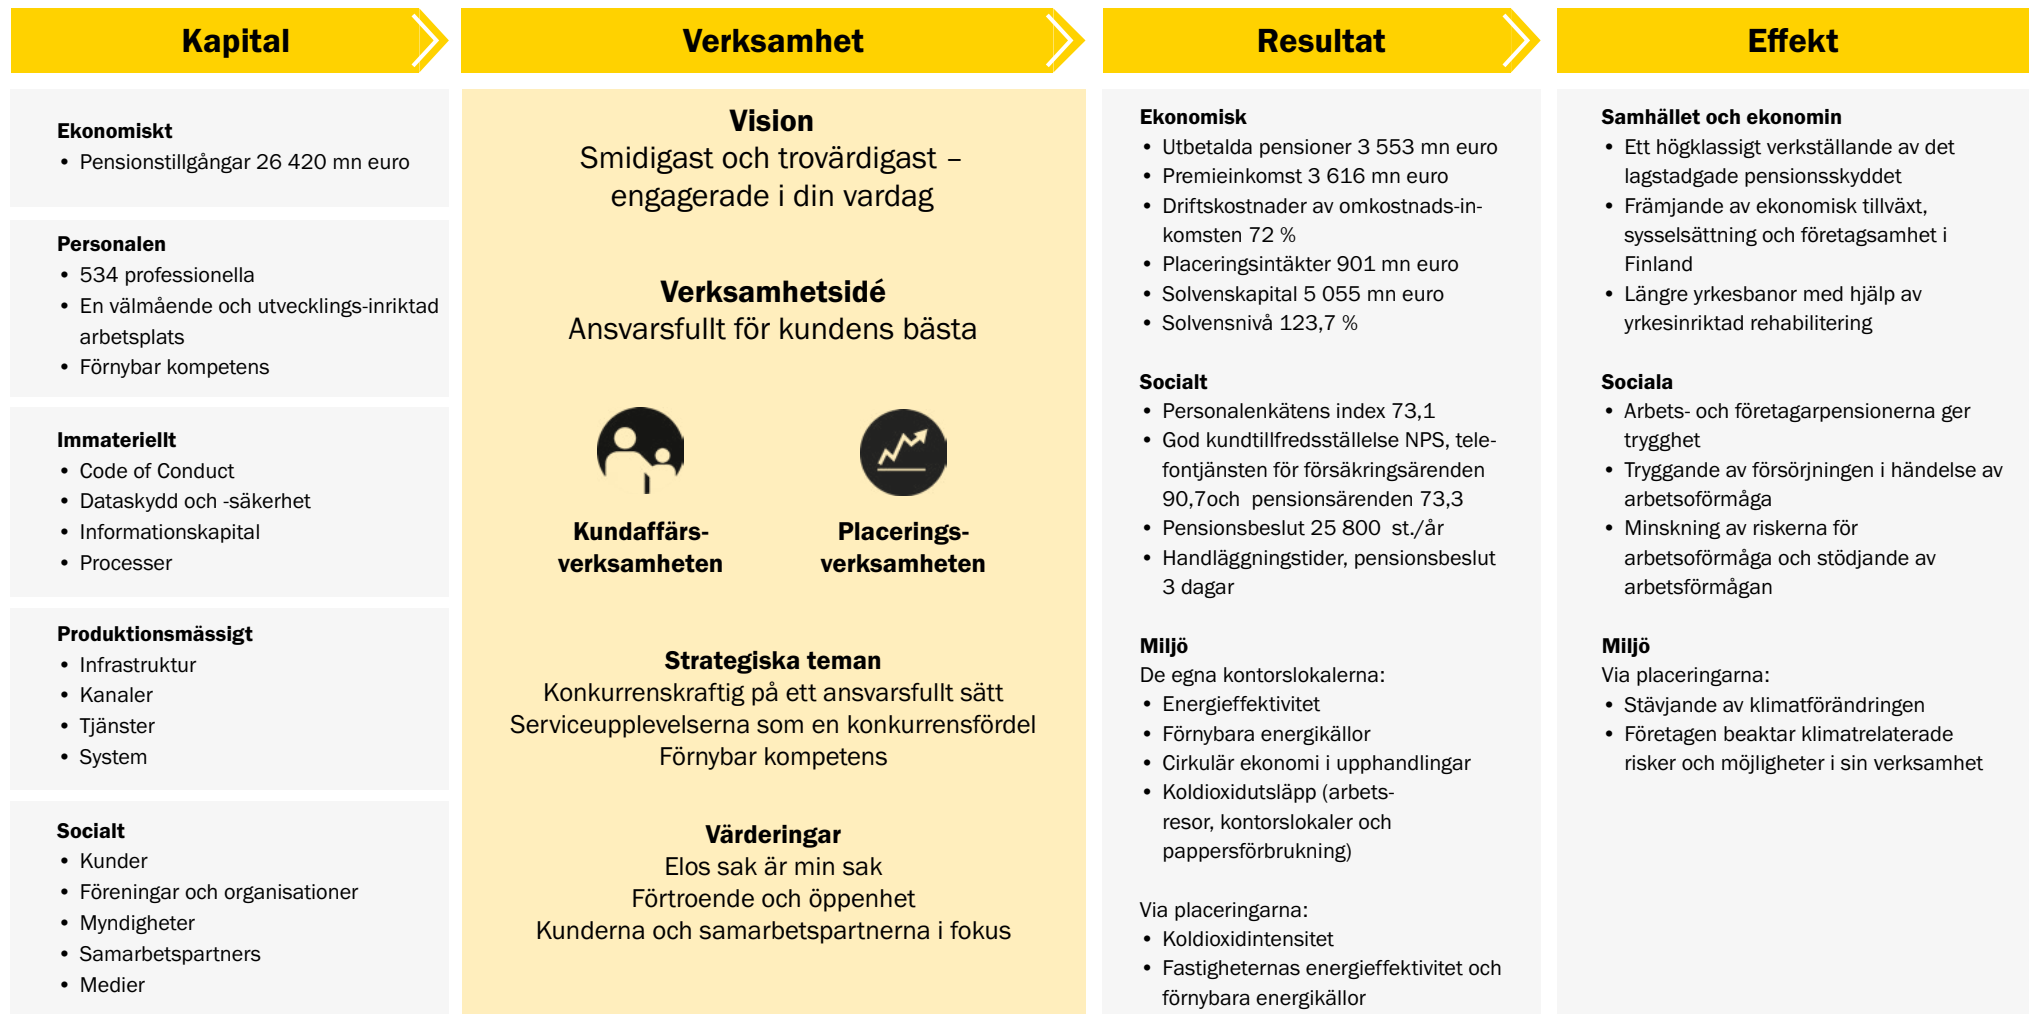 Kapital
Ekonomiskt
• Pensionstillgångar 26 420 mn euro
Personalen
• 534 professionella
• En välmående och utvecklings-inriktad
arbetsplats
• Förnybar kompetens
Immateriellt
• Code of Conduct
• Dataskydd och -säkerhet
• Informationskapital
• Processer
Produktionsmässigt
• Infrastruktur
• Kanaler
• Tjänster
• System
Socialt
• Kunder
• Föreningar och organisationer
• Myndigheter
• Samarbetspartners
• Medier
Verksamhet
Vision
Smidigast och trovärdigast –
engagerade i din vardag
Verksamhetsidé
Ansvarsfullt för kundens bästa
Kundaffärs-
verksamheten
Placerings-
verksamheten
Strategiska teman
Konkurrenskraftig på ett ansvarsfullt sätt
Serviceupplevelserna som en konkurrensfördel
Förnybar kompetens
Värderingar
Elos sak är min sak
Förtroende och öppenhet
Kunderna och samarbetspartnerna i fokus
Resultat
Ekonomisk
• Utbetalda pensioner 3 553 mn euro
• Premieinkomst 3 616 mn euro
• Driftskostnader av omkostnads-in-
komsten 72 %
• Placeringsintäkter 901 mn euro
• Solvenskapital 5 055 mn euro
• Solvensnivå 123,7 %
Socialt
• Personalenkätens index 73,1
• God kundtillfredsställelse NPS, tele-
fontjänsten för försäkringsärenden
90,7och  pensionsärenden 73,3
• Pensionsbeslut 25 800  st./år
• Handläggningstider, pensionsbeslut
3 dagar
Miljö
De egna kontorslokalerna:
• Energieffektivitet
• Förnybara energikällor
• Cirkulär ekonomi i upphandlingar
• Koldioxidutsläpp (arbets-
resor, kontorslokaler och
pappersförbrukning)
Via placeringarna:
• Koldioxidintensitet
• Fastigheternas energieffektivitet och
förnybara energikällor
Effekt
Samhället och ekonomin
• Ett högklassigt verkställande av det
lagstadgade pensionsskyddet
• Främjande av ekonomisk tillväxt,
sysselsättning och företagsamhet i
Finland
• Längre yrkesbanor med hjälp av
yrkesinriktad rehabilitering
Sociala
• Arbets- och företagarpensionerna ger
trygghet
• Tryggande av försörjningen i händelse av
arbetsoförmåga
• Minskning av riskerna för
arbetsoförmåga och stödjande av
arbetsförmågan
Miljö
Via placeringarna:
• Stävjande av klimatförändringen
• Företagen beaktar klimatrelaterade
risker och möjligheter i sin verksamhet